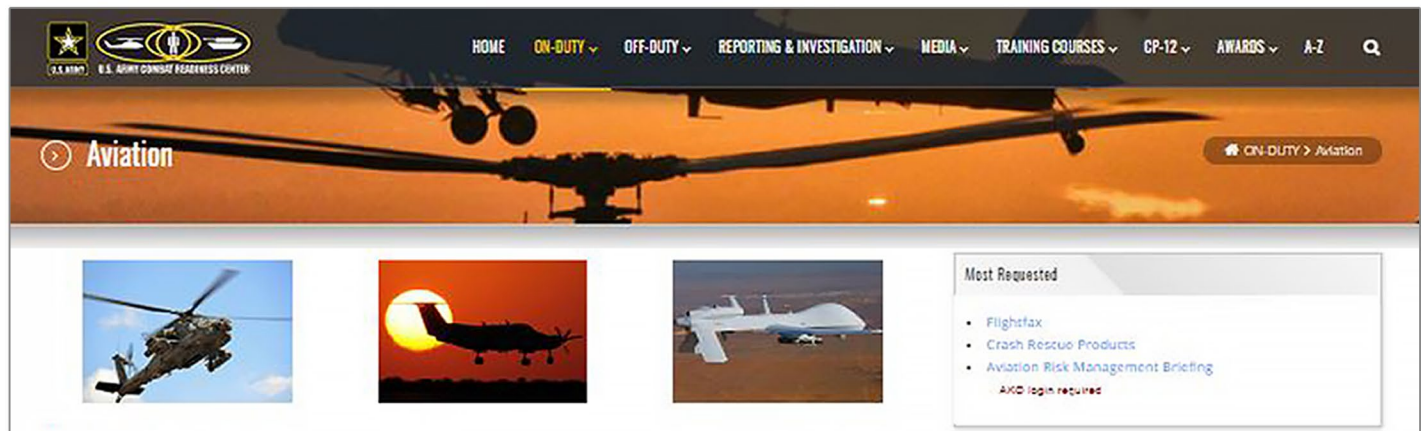 U.S. ARMY
U.S. ARMY COMBAT READINESS CENTER
HOME ON-DUTY OFF-DUTY REPORTING & INVESTIGATION MEDIA TRAINING COURSES CP-12 AWARDS A-Z
Aviation
ON-DUTY > Aviation
Most Requested
• Flightfax
• Crash Rescue Products
• Aviation Risk Management Briefing
AKO login required